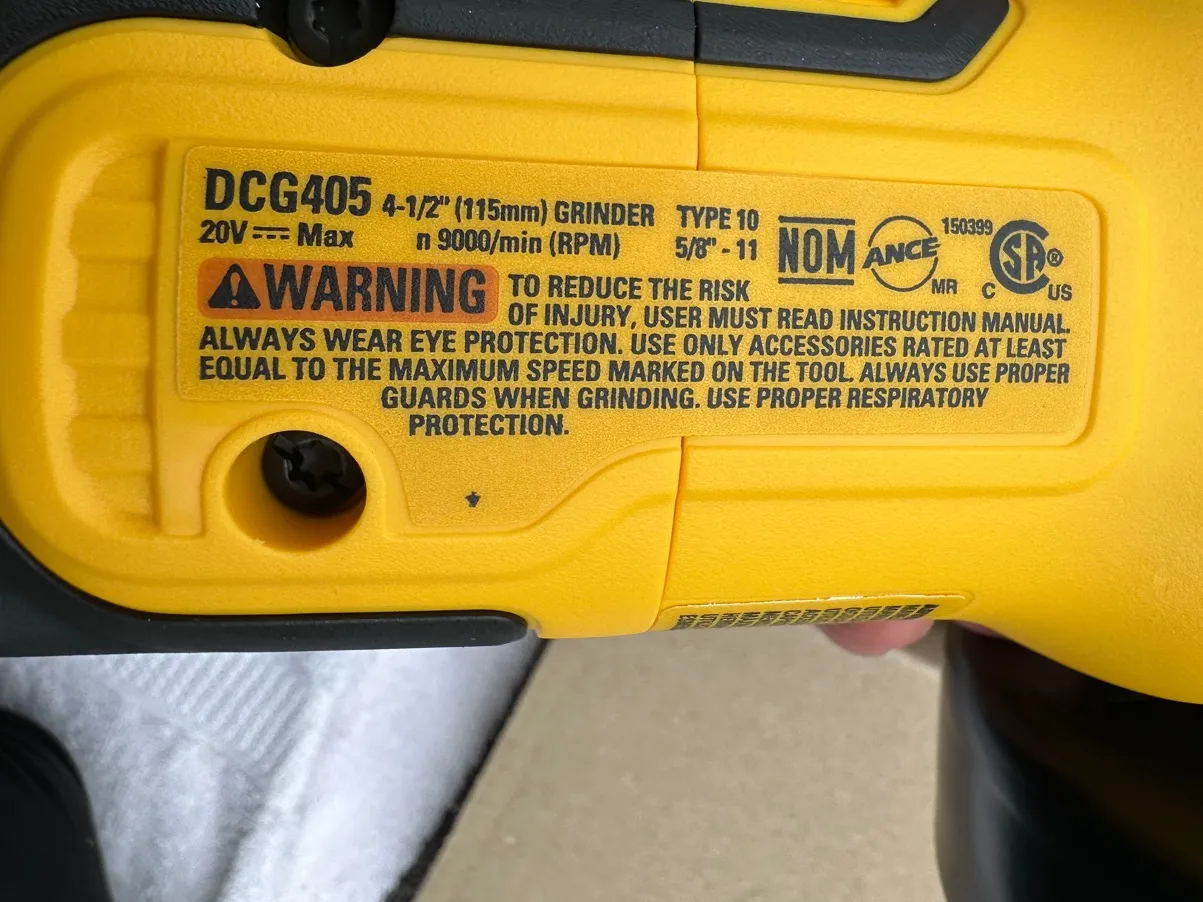 DCG405 4-1/2" (115mm) GRINDER TYPE 10
20V Max n 9000/min (RPM) 5/8" - 11
NOM ANCE MR 150399 C SA® US
WARNING TO REDUCE THE RISK
OF INJURY, USER MUST READ INSTRUCTION MANUAL.
ALWAYS WEAR EYE PROTECTION. USE ONLY ACCESSORIES RATED AT LEAST
EQUAL TO THE MAXIMUM SPEED MARKED ON THE TOOL. ALWAYS USE PROPER
GUARDS WHEN GRINDING. USE PROPER RESPIRATORY
PROTECTION.